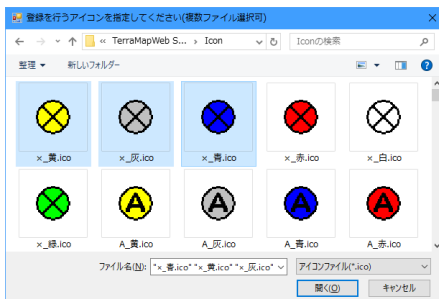 登録を行うアイコンを指定してください(複数ファイル選択可)
« TerraMapWeb S... › Icon
Iconの検索
整理 ▼ 新しいフォルダー
×_黄.ico ×_灰.ico ×_青.ico ×_赤.ico ×_白.ico
A A A A
×_緑.ico A_黄.ico A_灰.ico A_青.ico A_赤.ico
ファイル名(N): "×_青.ico" "×_黄.ico" "×_灰.ico" アイコンファイル(*.ico)
開く(O) キャンセル